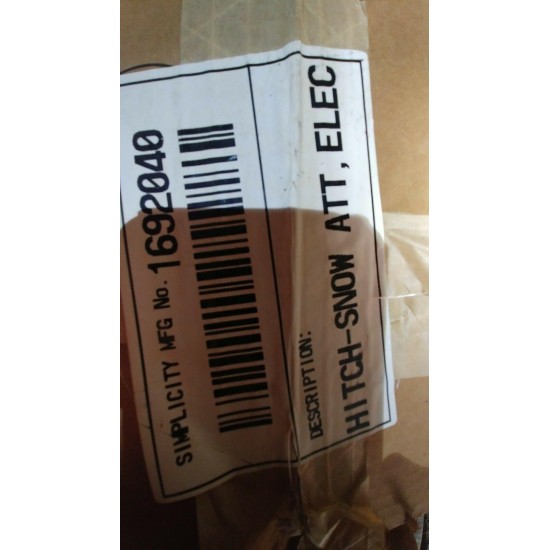 SIMPLICITY MFG No. 1692040
DESCRIPTION:
HITCH-SNOW ATT, ELEC